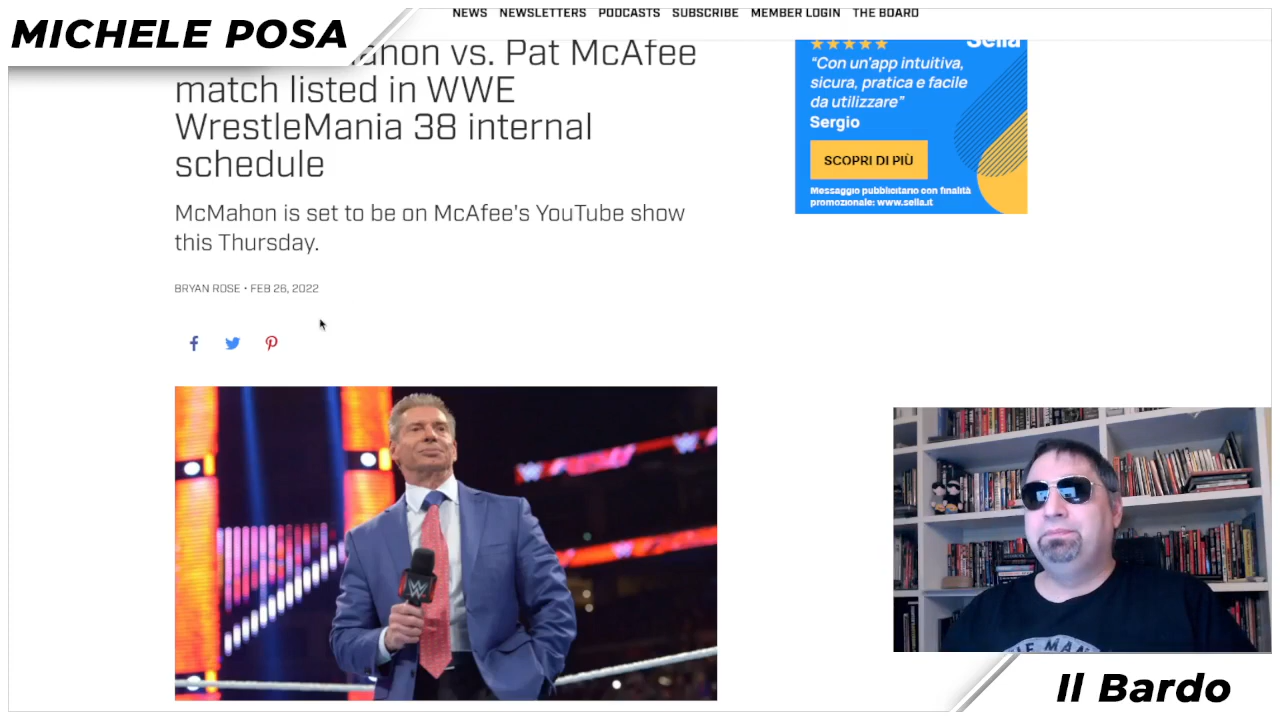 MICHELE POSA
NEWS NEWSLETTERS PODCASTS SUBSCRIBE MEMBER LOGIN THE BOARD
vs. Pat McAfee
match listed in WWE
WrestleMania 38 internal
schedule
McMahon is set to be on McAfee's YouTube show
this Thursday.
BRYAN ROSE • FEB 26, 2022
Sella
"Con un'app intuitiva,
sicura, pratica e facile
da utilizzare"
Sergio
SCOPRI DI PIÙ
Messaggio pubblicitario con finalità
promozionale: www.sella.it
Il Bardo